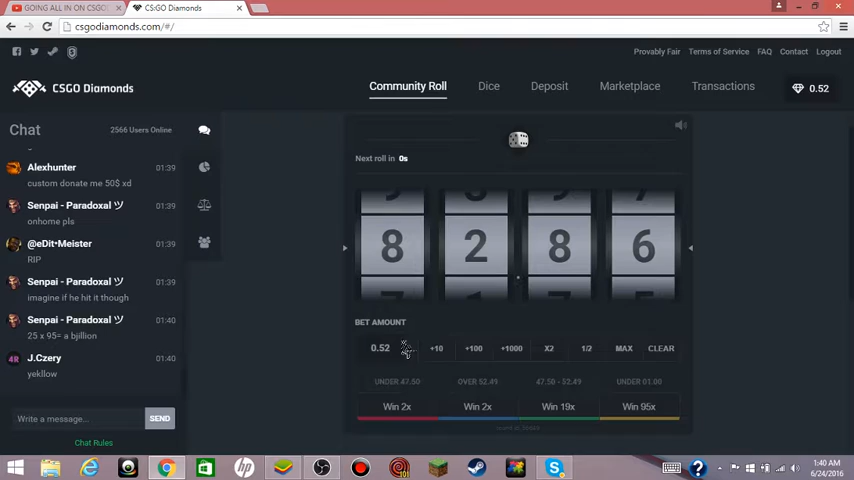 GOING ALL IN ON CSGO
CS:GO Diamonds
csgodiamonds.com/#/
Provably Fair
Terms of Service
FAQ
Contact
Logout
CSGO Diamonds
Community Roll
Dice
Deposit
Marketplace
Transactions
0.52
Chat
2566 Users Online
Alexhunter
01:39
custom donate me 50$ xd
Senpai - Paradoxal ツ
01:39
onhome pls
@eDit•Meister
01:39
RIP
Senpai - Paradoxal ツ
01:39
imagine if he hit it though
Senpai - Paradoxal ツ
01:40
25 x 95= a bjillion
J.Czery
01:40
yekllow
Write a message...
SEND
Chat Rules
Next roll in 0s
8 2 8 6
BET AMOUNT
0.52
+10
+100
+1000
X2
1/2
MAX
CLEAR
UNDER 47.50
OVER 52.49
47.50 - 52.49
UNDER 01.00
Win 2x
Win 2x
Win 19x
Win 95x
1:40 AM
6/24/2016